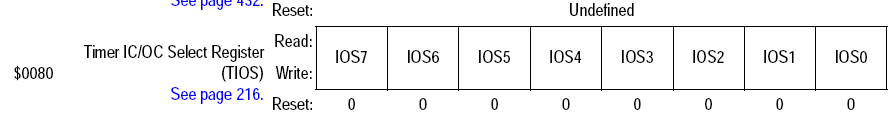 See page 432. Reset: Undefined
Timer IC/OC Select Register Read: IOS7 IOS6 IOS5 IOS4 IOS3 IOS2 IOS1 IOS0
$0080 (TIOS) Write:
See page 216. Reset: 0 0 0 0 0 0 0 0